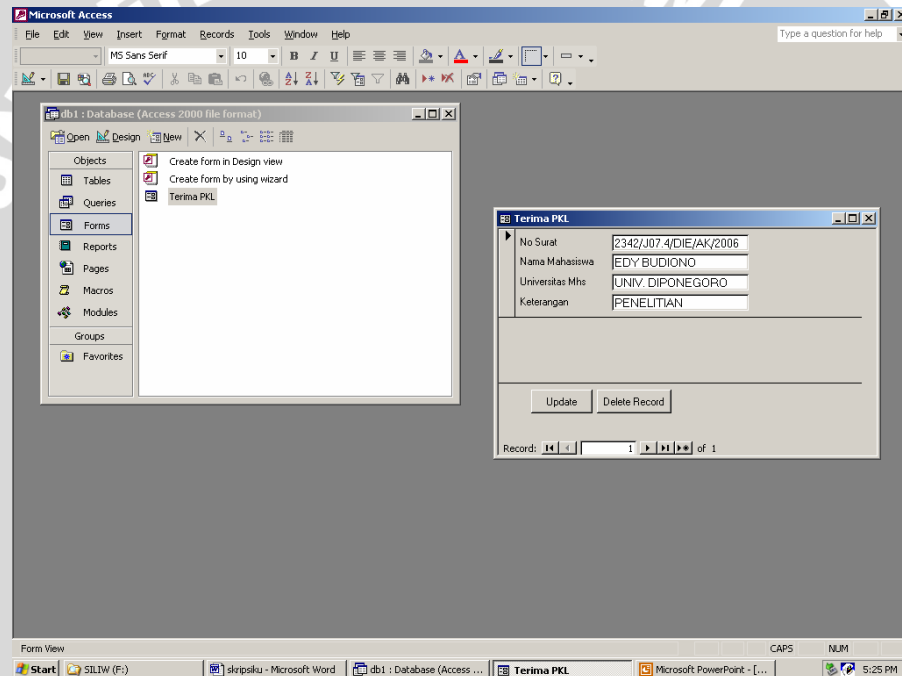 Microsoft Access
File Edit View Insert Format Records Tools Window Help
Type a question for help
MS Sans Serif 10 B I U
db1 : Database (Access 2000 file format)
Open Design New
Objects
Create form in Design view
Tables
Create form by using wizard
Queries
Terima PKL
Forms
Reports
Pages
Macros
Modules
Groups
Favorites
Terima PKL
No Surat 2342/J07.4/DIE/AK/2006
Nama Mahasiswa EDY BUDIONO
Universitas Mhs UNIV. DIPONEGORO
Keterangan PENELITIAN
Update Delete Record
Record: 1 of 1
Form View CAPS NUM
Start SILIW (F:) skripsiku - Microsoft Word db1 : Database (Access ... Terima PKL Microsoft PowerPoint - [... 5:25 PM